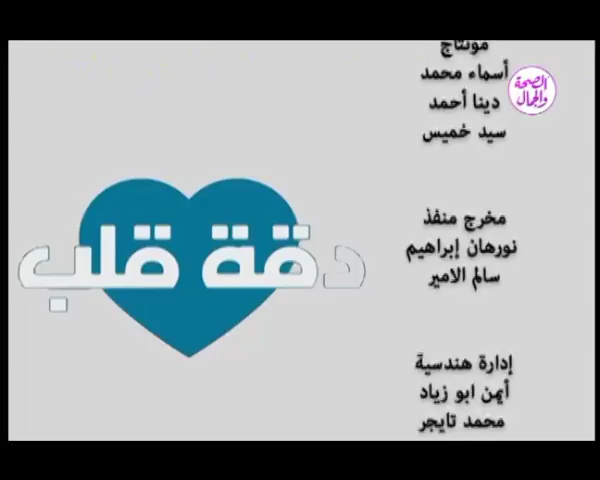 مونتاج
أسماء محمد
دينا أحمد
سيد خميس
الصحة
والجمال
مخرج منفذ
نورهان إبراهيم
سالم الامير
دقة قلب
إدارة هندسية
أيمن ابو زياد
محمد تايجر